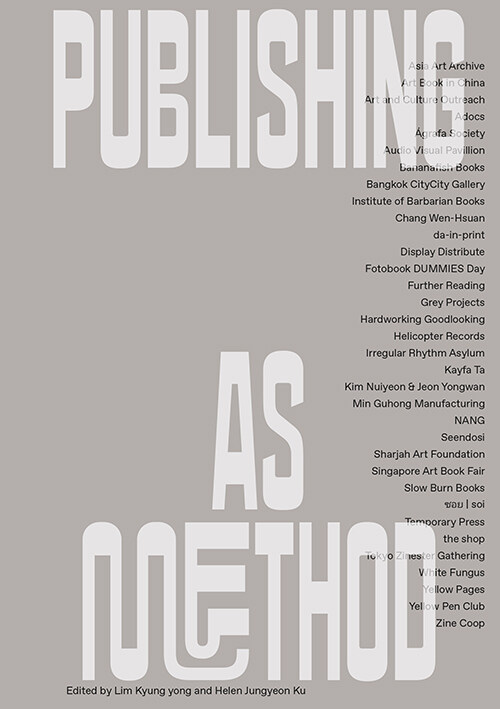 PUBLISHING
Asia Art Archive
Art Book in China
Art and Culture Outreach
Adocs
Ágrafa Society
Audio Visual Pavillion
Bananafish Books
Bangkok CityCity Gallery
Institute of Barbarian Books
Chang Wen-Hsuan
da-in-print
Display Distribute
Fotobook DUMMIES Day
Further Reading
Grey Projects
Hardworking Goodlooking
Helicopter Records
Irregular Rhythm Asylum
Kayfa Ta
Kim Nuiyeon & Jeon Yongwan
Min Guhong Manufacturing
NANG
Seendosi
Sharjah Art Foundation
Singapore Art Book Fair
Slow Burn Books
ซอย | soi
Temporary Press
the shop
Tokyo Zinester Gathering
White Fungus
Yellow Pages
Yellow Pen Club
Zine Coop
AS
METHOD
Edited by Lim Kyung yong and Helen Jungyeon Ku